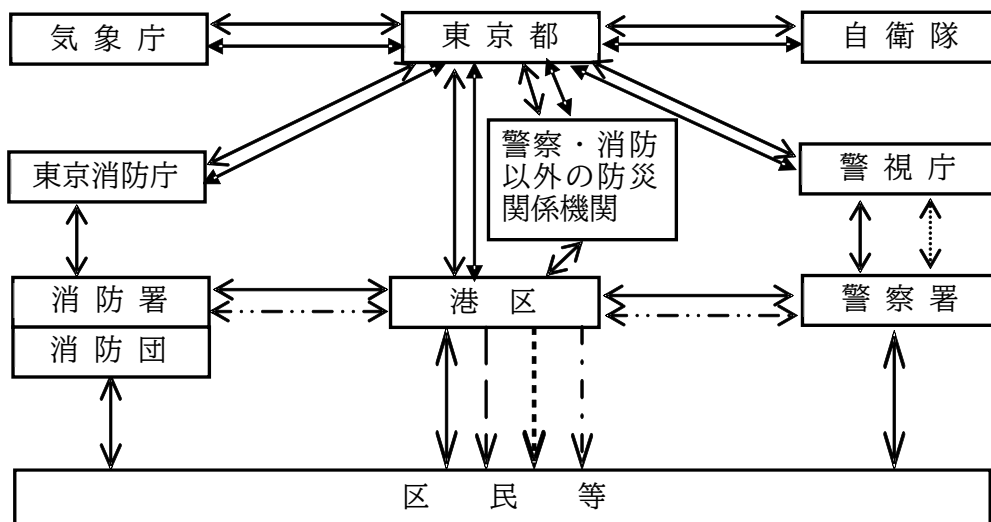 気象庁
東京都
自衛隊
警察・消防
以外の防災
関係機関
東京消防庁
警視庁
消防署
港区
警察署
消防団
区民等